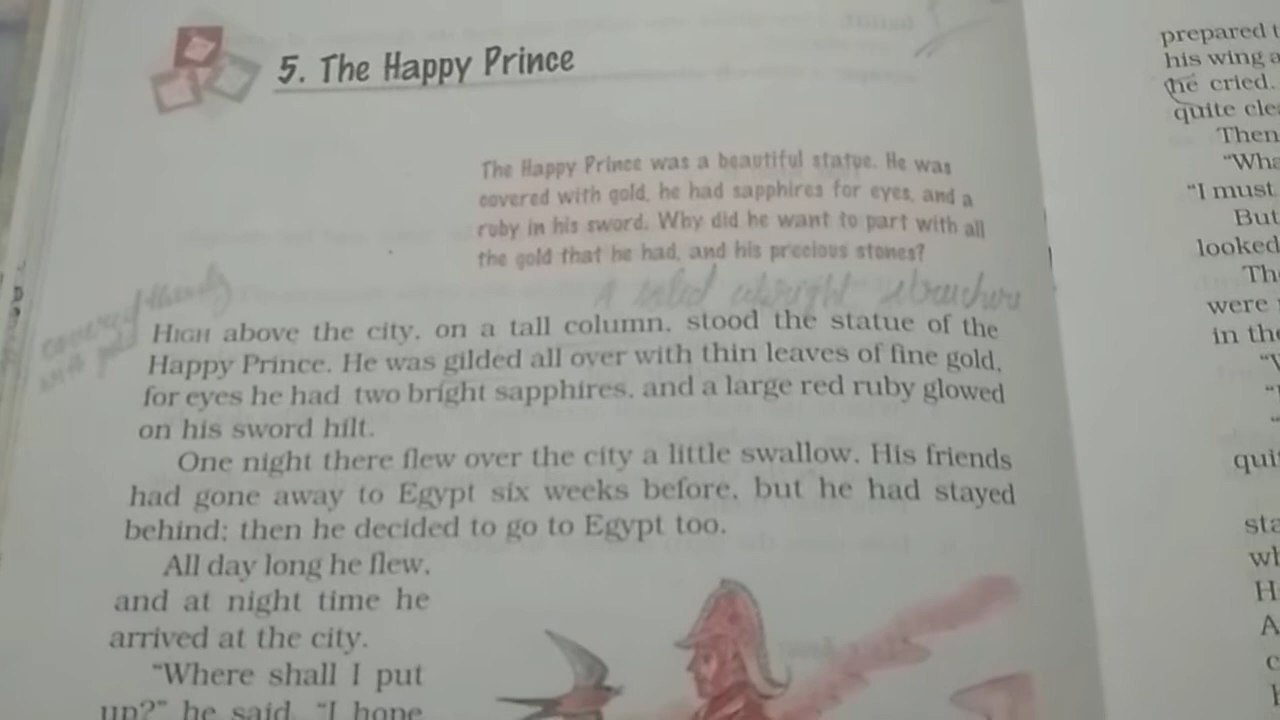 5. The Happy Prince
The Happy Prince was a beautiful statue. He was
covered with gold, he had sapphires for eyes, and a
ruby in his sword. Why did he want to part with all
the gold that he had, and his precious stones?
HIGH above the city, on a tall column, stood the statue of the
Happy Prince. He was gilded all over with thin leaves of fine gold,
for eyes he had two bright sapphires, and a large red ruby glowed
on his sword hilt.
One night there flew over the city a little swallow. His friends
had gone away to Egypt six weeks before, but he had stayed
behind; then he decided to go to Egypt too.
All day long he flew,
and at night time he
arrived at the city.
“Where shall I put
up?” he said. “I hope
prepared
his wing
he cried.
quite
Then
“I must
But
looked
were
in